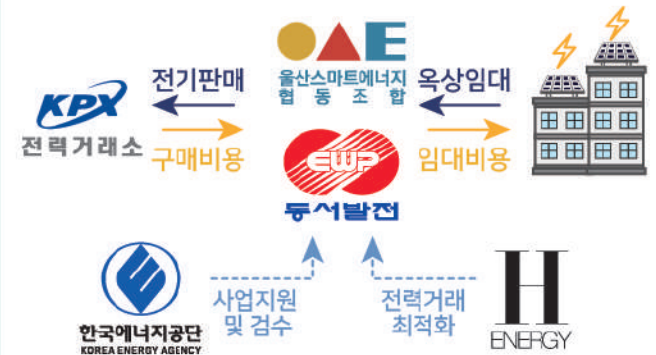 전기판매
울산스마트에너지
협동조합
옥상임대
KPX
전력거래소
구매비용
EWP
동서발전
임대비용
한국에너지공단
KOREA ENERGY AGENCY
사업지원
및 검수
전력거래
최적화
H
ENERGY